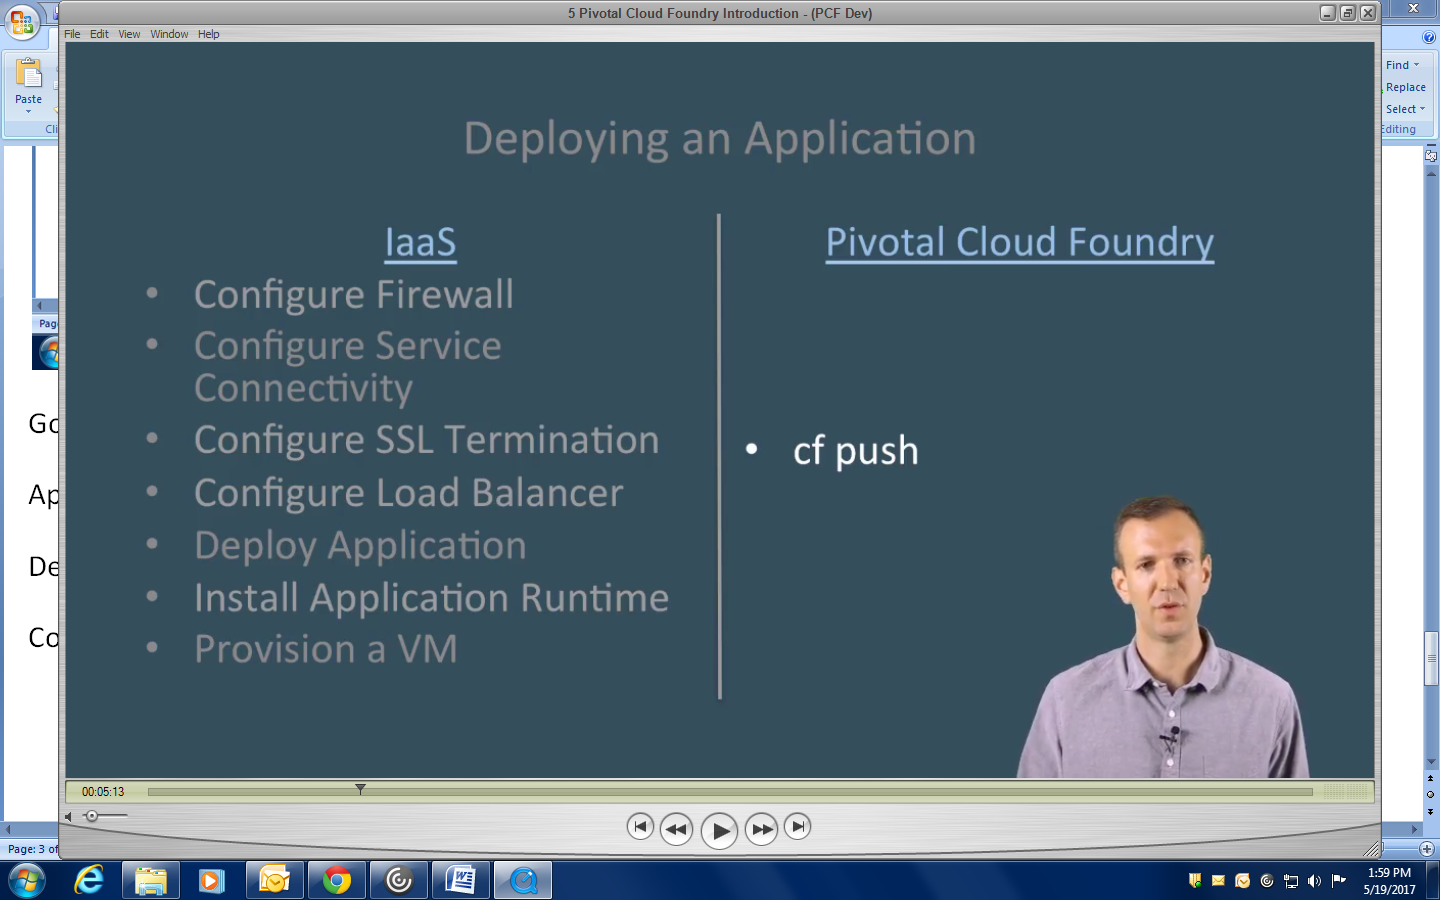 5 Pivotal Cloud Foundry Introduction - (PCF Dev)
File Edit View Window Help
Paste
Find
Replace
Select
Editing
Deploying an Application
IaaS
• Configure Firewall
• Configure Service
Connectivity
• Configure SSL Termination
• Configure Load Balancer
• Deploy Application
• Install Application Runtime
• Provision a VM
Pivotal Cloud Foundry
• cf push
00:05:13
Page: 3 of
1:59 PM
5/19/2017